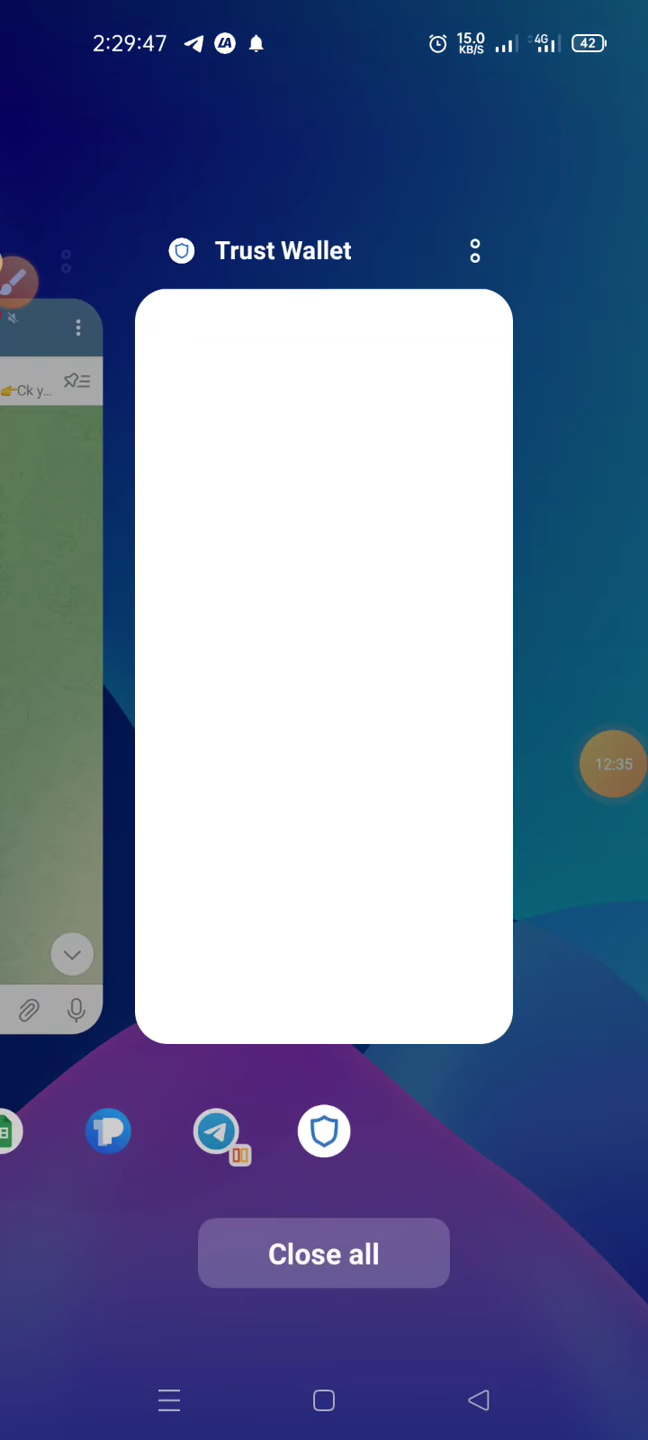 2:29:47
15.0
KB/S
4G
42
Trust Wallet
👉Ck y...
12:35
Close all